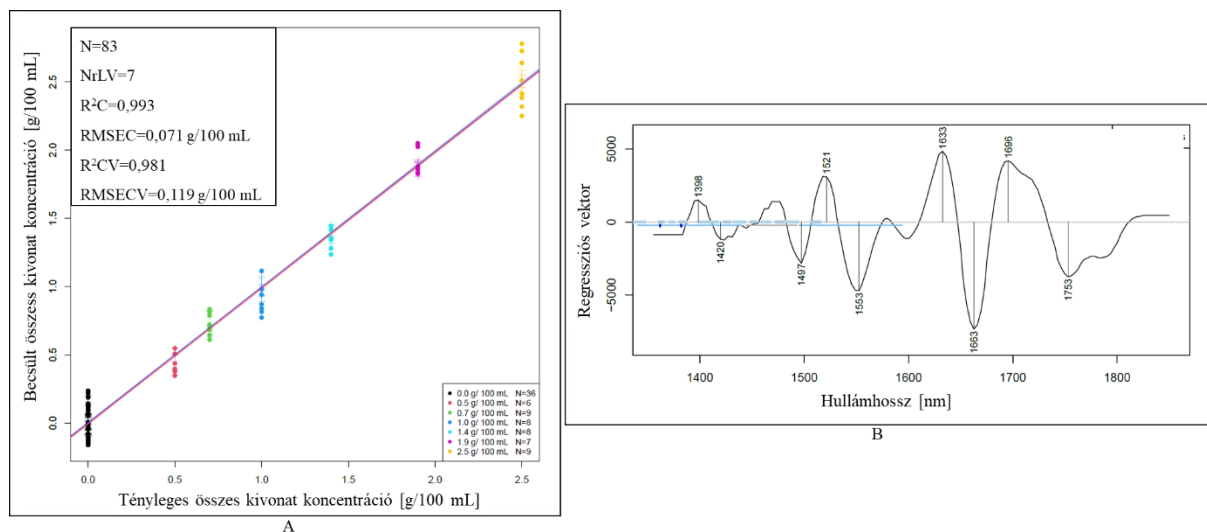 N=83
NrLV=7
R²C=0,993
RMSEC=0,071 g/100 mL
R²CV=0,981
RMSECV=0,119 g/100 mL
Becsült összess kivonat koncentráció [g/100 mL]
2.5
2.0
1.5
1.0
0.5
0.0
0.0 g/ 100 mL N=36
0.5 g/ 100 mL N=6
0.7 g/ 100 mL N=9
1.0 g/ 100 mL N=8
1.4 g/ 100 mL N=8
1.9 g/ 100 mL N=7
2.5 g/ 100 mL N=9
0.0 0.5 1.0 1.5 2.0 2.5
Tényleges összes kivonat koncentráció [g/100 mL]
A
Regressziós vektor
5000
0
−5000
1398
1420
1497
1521
1553
1633
1663
1696
1753
1400 1500 1600 1700 1800
Hullámhossz [nm]
B